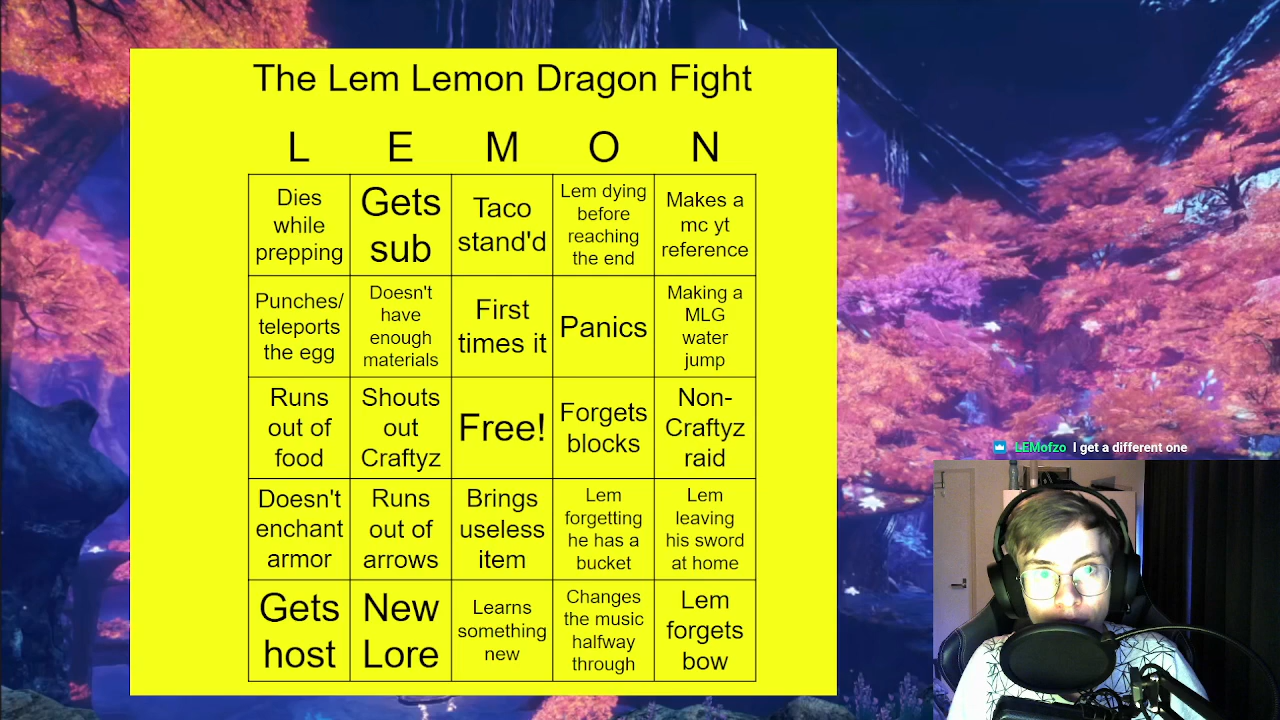 The Lem Lemon Dragon Fight
L E M O N
Dies
while
prepping
Gets
sub
Taco
stand'd
Lem dying
before
reaching
the end
Makes a
mc yt
reference
Punches/
teleports
the egg
Doesn't
have
enough
materials
First
times it
Panics
Making a
MLG
water
jump
Runs
out of
food
Shouts
out
Craftyz
Free!
Forgets
blocks
Non-
Craftyz
raid
Doesn't
enchant
armor
Runs
out of
arrows
Brings
useless
item
Lem
forgetting
he has a
bucket
Lem
leaving
his sword
at home
Gets
host
New
Lore
Learns
something
new
Changes
the music
halfway
through
Lem
forgets
bow
LEMofzo I get a different one